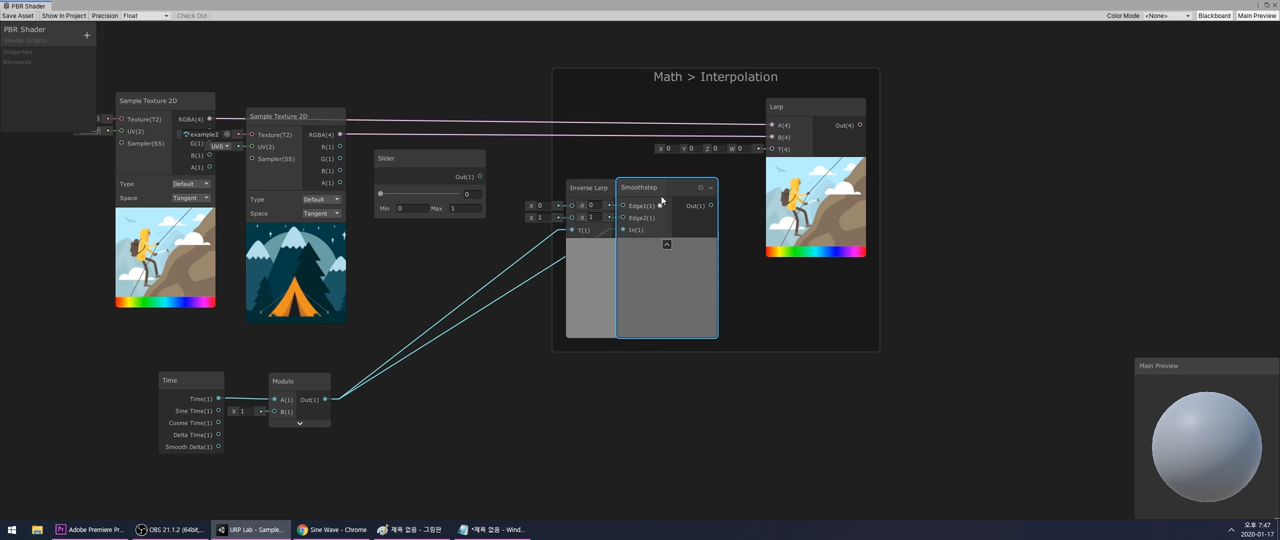 PBR Shader
Save Asset Show In Project Precision Float Check Out Color Mode <None> Blackboard Main Preview
PBR Shader
Shader Graphs
+
Properties
Keywords
Math > Interpolation
Sample Texture 2D
Texture(T2) RGBA(4)
UV(2)
Sampler(SS) G(1)
B(1)
A(1)
Type Default
Space Tangent
Sample Texture 2D
example2 Texture(T2) RGBA(4)
UV0 UV(2) R(1)
Sampler(SS) G(1)
B(1)
A(1)
Type Default
Space Tangent
Slider
Out(1)
0
Min 0 Max 1
Inverse Lerp
X 0
X 1
T(1)
Smoothstep
X 0 Edge1(1) Out(1)
X 1 Edge2(1)
In(1)
Lerp
A(4) Out(4)
B(4)
X 0 Y 0 Z 0 W 0 T(4)
Time
Time(1)
Sine Time(1)
Cosine Time(1)
Delta Time(1)
Smooth Delta(1)
Modulo
A(1) Out(1)
X 1 B(1)
Main Preview
Adobe Premiere Pr...
OBS 21.1.2 (64bit,...
URP Lab - Sample...
Sine Wave - Chrome
제목 없음 - 그림판
*제목 없음 - Wind...
오후 7:47
2020-01-17